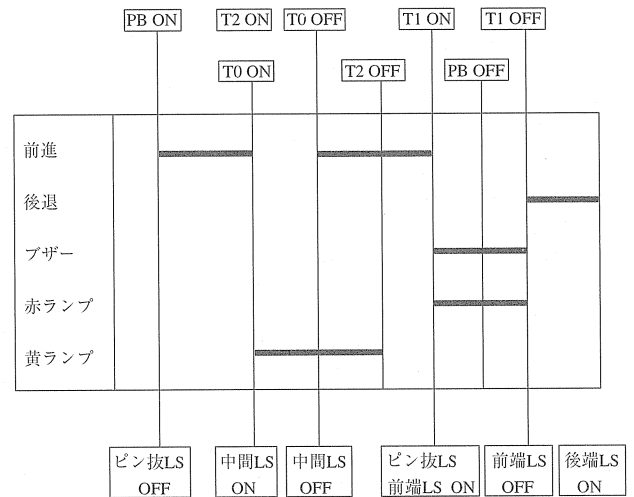 PB ON
T2 ON
T0 OFF
T1 ON
T1 OFF
T0 ON
T2 OFF
PB OFF
前進
後退
ブザー
赤ランプ
黄ランプ
ピン抜LS
OFF
中間LS
ON
中間LS
OFF
ピン抜LS
前端LS ON
前端LS
OFF
後端LS
ON